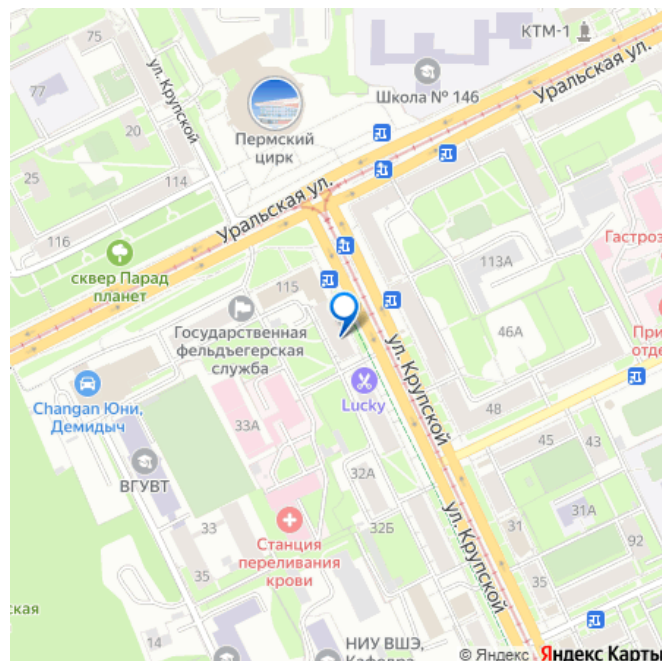 КТМ-1
75
ул. Крупской
77
Школа № 146
Уральская ул.
20
Пермский
цирк
25
114
Уральская ул.
116
сквер Парад
планет
Гастроэ
113А
115
Государственная
фельдъегерская
служба
46А
При
отде
ул. Крупской
Changan Юни,
Демидыч
Lucky
48
33А
45
43
ВГУВТ
32А
31А
33
32Б
31
92
Станция
переливания
крови
ул. Крупской
35
35
ская
14
НИУ ВШЭ,
© Яндекс Яндекс Карты